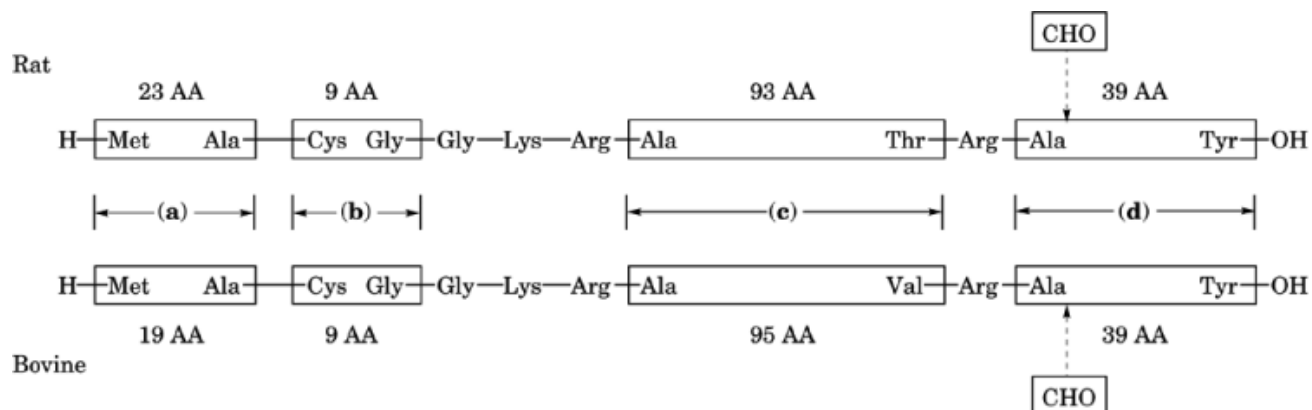 CHO
Rat
23 AA 9 AA 93 AA 39 AA
H Met Ala Cys Gly Gly Lys Arg Ala Thr Arg Ala Tyr OH
(a) (b) (c) (d)
H Met Ala Cys Gly Gly Lys Arg Ala Val Arg Ala Tyr OH
19 AA 9 AA 95 AA 39 AA
Bovine
CHO